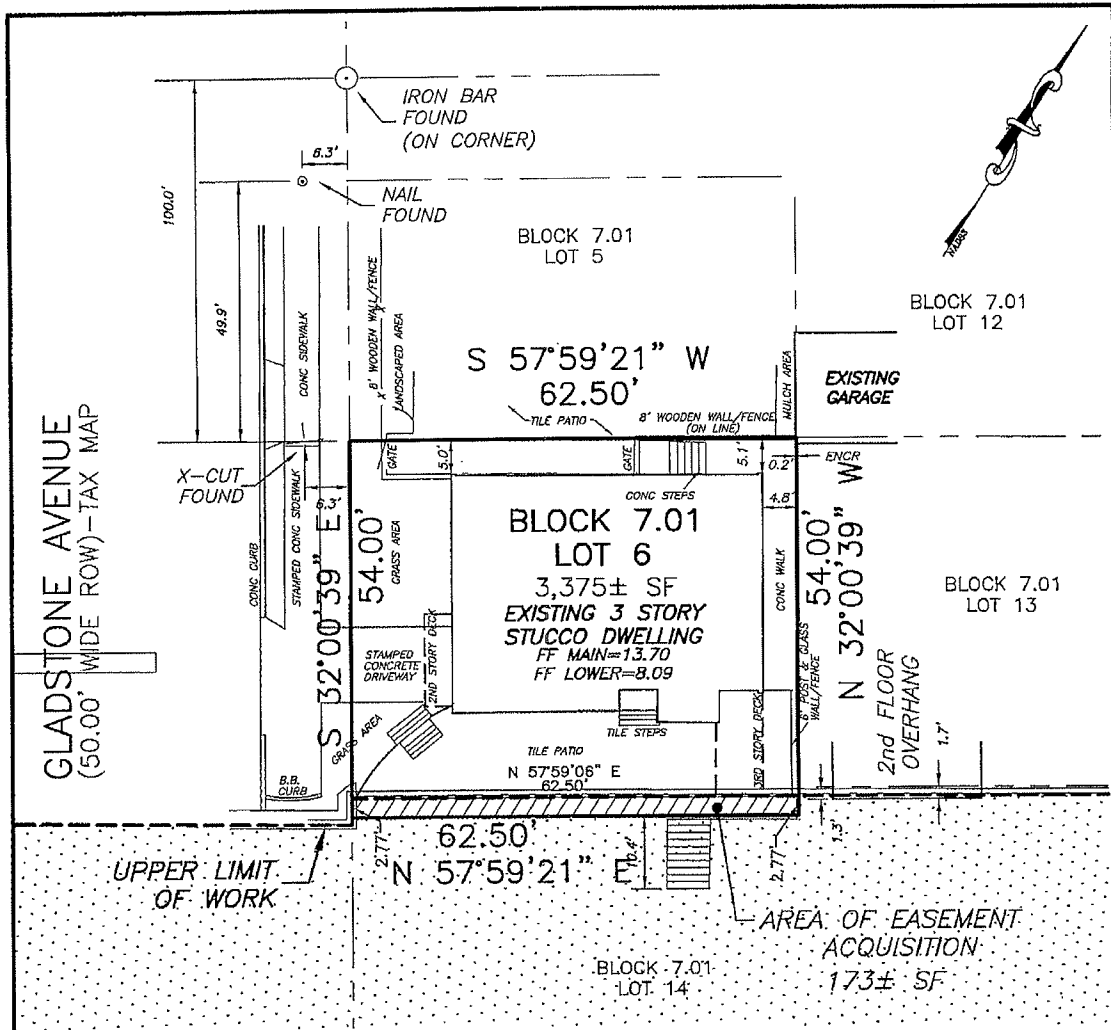 IRON BAR
FOUND
(ON CORNER)
8.3'
NAIL
FOUND
100.0'
49.9'
NAD83
BLOCK 7.01
LOT 5
BLOCK 7.01
LOT 12
CONC SIDEWALK
8' WOODEN WALL/FENCE
X
X
LANDSCAPED AREA
S 57°59'21" W
62.50'
MULCH AREA
EXISTING
GARAGE
TILE PATIO
8' WOODEN WALL/FENCE
(ON LINE)
GLADSTONE AVENUE
(50.00' WIDE ROW)-TAX MAP
X-CUT
FOUND
6.3'
GATE
5.0'
GATE
5.1'
0.2'
ENCR
4.8'
CONC STEPS
CONC CURB
STAMPED CONC SIDEWALK
S 32°00'39" E
54.00'
GRASS AREA
BLOCK 7.01
LOT 6
3,375± SF
EXISTING 3 STORY
STUCCO DWELLING
FF MAIN=13.70
FF LOWER=8.09
CONC WALK
54.00'
N 32°00'39" W
BLOCK 7.01
LOT 13
STAMPED
CONCRETE
DRIVEWAY
2ND STORY DECK
6' POST & GLASS
WALL/FENCE
2nd FLOOR
OVERHANG
1.7'
GRASS AREA
TILE STEPS
3RD STORY DECK
TILE PATIO
N 57°59'06" E
62.50'
B.B.
CURB
1.3'
2.77'
62.50'
N 57°59'21" E
10.4'
2.77'
UPPER LIMIT
OF WORK
AREA OF EASEMENT
ACQUISITION
173± SF
BLOCK 7.01
LOT 14